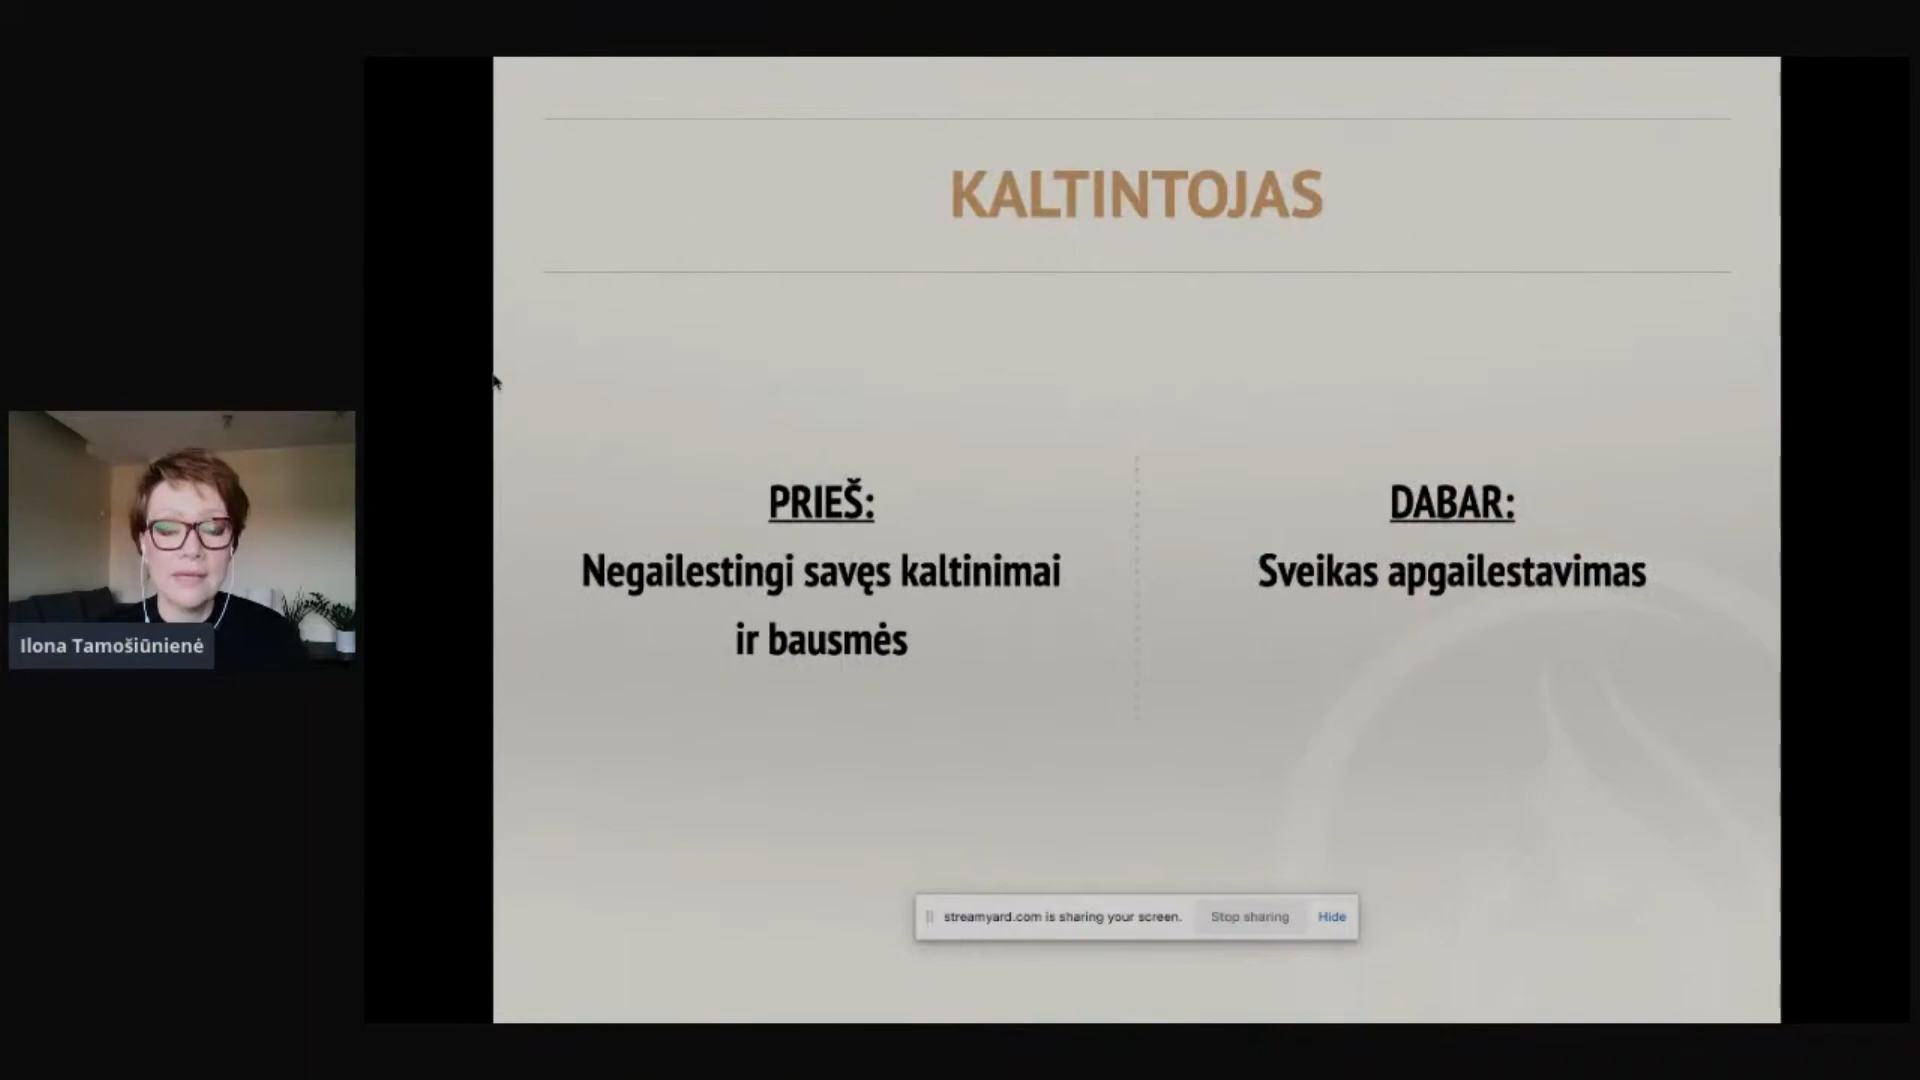 KALTINTOJAS
PRIEŠ:
Negailestingi savęs kaltinimai
ir bausmės
DABAR:
Sveikas apgailestavimas
Ilona Tamošiūnienė
streamyard.com is sharing your screen. Stop sharing Hide